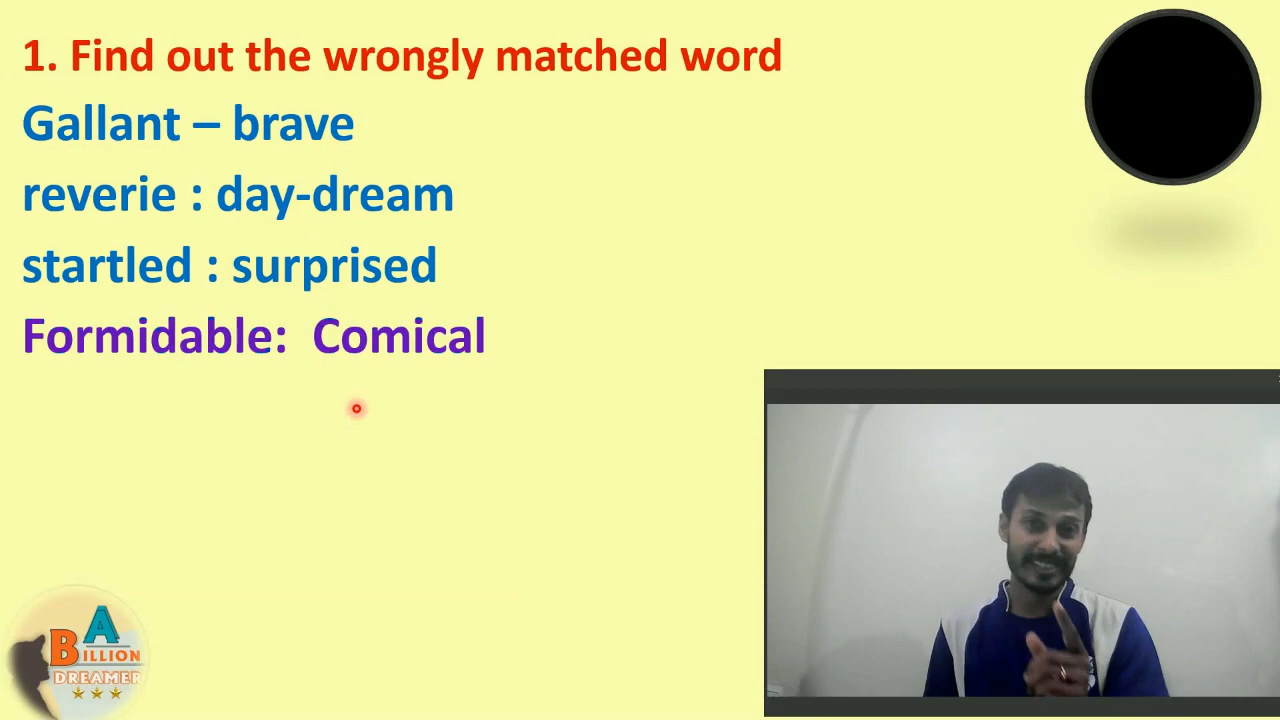 1. Find out the wrongly matched word
Gallant – brave
reverie : day-dream
startled : surprised
Formidable: Comical
A
BILLION
DREAMER